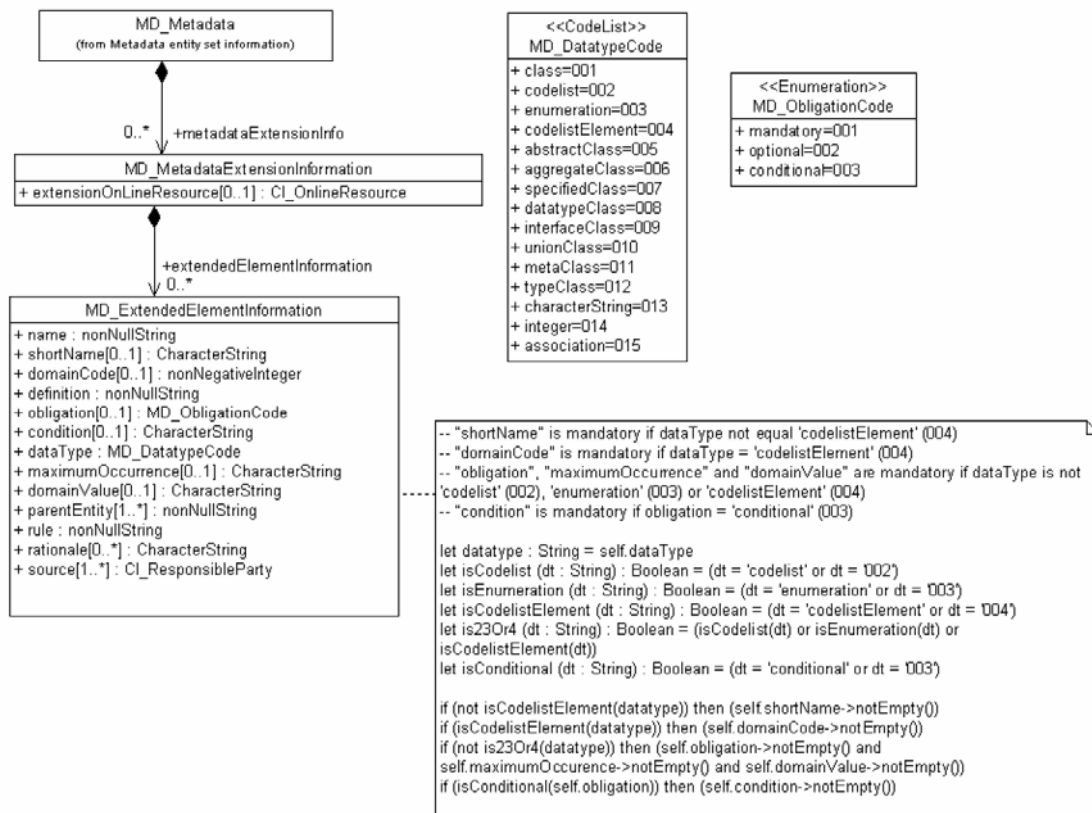 MD_Metadata
(from Metadata entity set information)
0..*
+metadataExtensionInfo
MD_MetadataExtensionInformation
+ extensionOnLineResource[0..1] : CI_OnlineResource
+extendedElementInformation
0..*
MD_ExtendedElementInformation
+ name : nonNullString
+ shortName[0..1] : CharacterString
+ domainCode[0..1] : nonNegativeInteger
+ definition : nonNullString
+ obligation[0..1] : MD_ObligationCode
+ condition[0..1] : CharacterString
+ dataType : MD_DatatypeCode
+ maximumOccurrence[0..1] : CharacterString
+ domainValue[0..1] : CharacterString
+ parentEntity[1..*] : nonNullString
+ rule : nonNullString
+ rationale[0..*] : CharacterString
+ source[1..*] : CI_ResponsibleParty
<<CodeList>>
MD_DatatypeCode
+ class=001
+ codelist=002
+ enumeration=003
+ codelistElement=004
+ abstractClass=005
+ aggregateClass=006
+ specifiedClass=007
+ datatypeClass=008
+ interfaceClass=009
+ unionClass=010
+ metaClass=011
+ typeClass=012
+ characterString=013
+ integer=014
+ association=015
<<Enumeration>>
MD_ObligationCode
+ mandatory=001
+ optional=002
+ conditional=003
-- "shortName" is mandatory if dataType not equal 'codelistElement' (004)
-- "domainCode" is mandatory if dataType = 'codelistElement' (004)
-- "obligation", "maximumOccurrence" and "domainValue" are mandatory if dataType is not
'codelist' (002), 'enumeration' (003) or 'codelistElement' (004)
-- "condition" is mandatory if obligation = 'conditional' (003)
let datatype : String = self.dataType
let isCodelist (dt : String) : Boolean = (dt = 'codelist' or dt = '002')
let isEnumeration (dt : String) : Boolean = (dt = 'enumeration' or dt = '003')
let isCodelistElement (dt : String) : Boolean = (dt = 'codelistElement' or dt = '004')
let is23Or4 (dt : String) : Boolean = (isCodelist(dt) or isEnumeration(dt) or
isCodelistElement(dt))
let isConditional (dt : String) : Boolean = (dt = 'conditional' or dt = '003')
if (not isCodelistElement(datatype)) then (self.shortName->notEmpty())
if (isCodelistElement(datatype)) then (self.domainCode->notEmpty())
if (not is23Or4(datatype)) then (self.obligation->notEmpty() and
self.maximumOccurence->notEmpty() and self.domainValue->notEmpty())
if (isConditional(self.obligation)) then (self.condition->notEmpty())